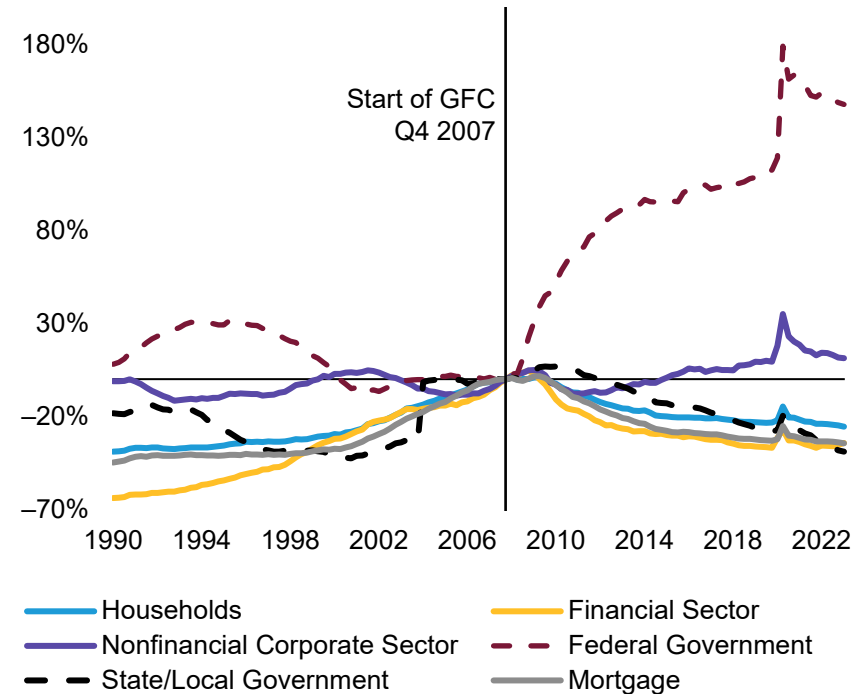 180%
Start of GFC
Q4 2007
130%
80%
30%
–20%
–70%
1990 1994 1998 2002 2006 2010 2014 2018 2022
Households Financial Sector
Nonfinancial Corporate Sector Federal Government
State/Local Government Mortgage